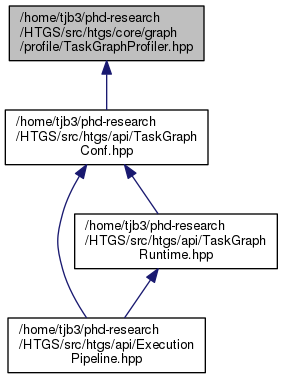 /home/tjb3/phd-research
/HTGS/src/htgs/core/graph
/profile/TaskGraphProfiler.hpp
/home/tjb3/phd-research
/HTGS/src/htgs/api/TaskGraph
Conf.hpp
/home/tjb3/phd-research
/HTGS/src/htgs/api/TaskGraph
Runtime.hpp
/home/tjb3/phd-research
/HTGS/src/htgs/api/Execution
Pipeline.hpp